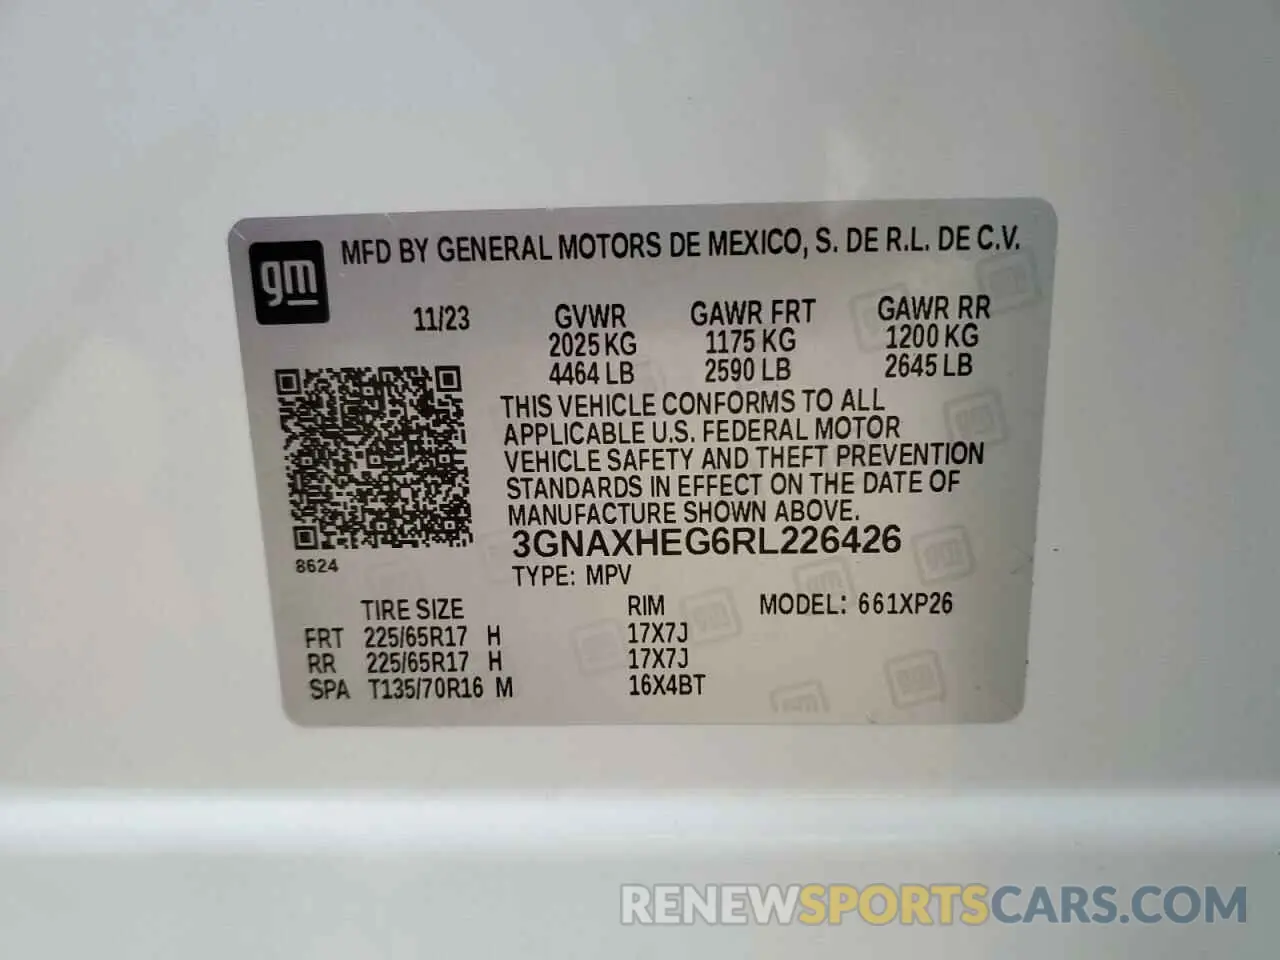 gm
MFD BY GENERAL MOTORS DE MEXICO, S. DE R.L. DE C.V.
11/23 GVWR GAWR FRT GAWR RR
2025 KG 1175 KG 1200 KG
4464 LB 2590 LB 2645 LB
THIS VEHICLE CONFORMS TO ALL
APPLICABLE U.S. FEDERAL MOTOR
VEHICLE SAFETY AND THEFT PREVENTION
STANDARDS IN EFFECT ON THE DATE OF
MANUFACTURE SHOWN ABOVE.
3GNAXHEG6RL226426
8624
TYPE: MPV
TIRE SIZE RIM MODEL: 661XP26
FRT 225/65R17 H 17X7J
RR 225/65R17 H 17X7J
SPA T135/70R16 M 16X4BT
RENEWSPORTSCARS.COM